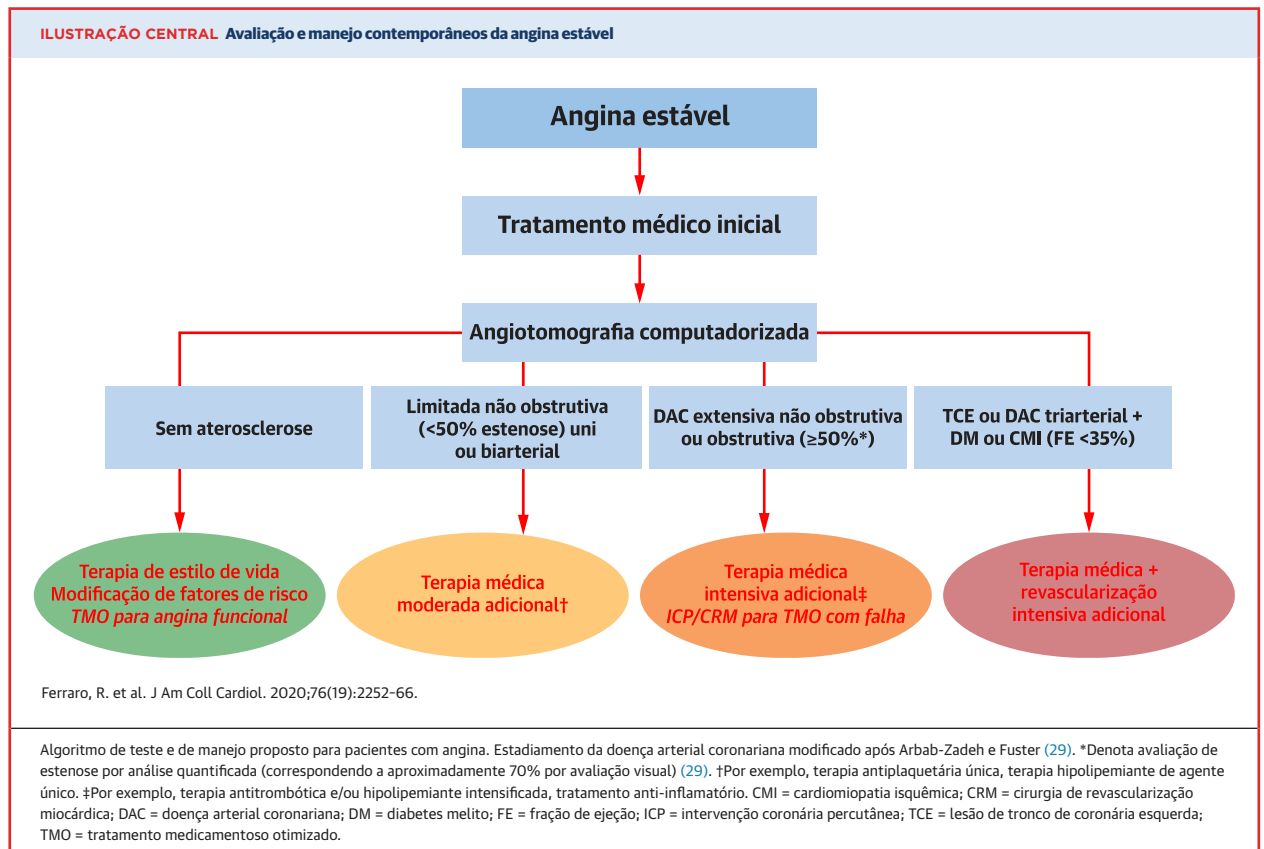 ILUSTRAÇÃO CENTRAL Avaliação e manejo contemporâneos da angina estável
Angina estável
Tratamento médico inicial
Angiotomografia computadorizada
Sem aterosclerose
Limitada não obstrutiva
(<50% estenose) uni
ou biarterial
DAC extensiva não obstrutiva
ou obstrutiva (≥50%*)
TCE ou DAC triarterial +
DM ou CMI (FE <35%)
Terapia de estilo de vida
Modificação de fatores de risco
TMO para angina funcional
Terapia médica
moderada adicional†
Terapia médica
intensiva adicional‡
ICP/CRM para TMO com falha
Terapia médica +
revascularização
intensiva adicional
Ferraro, R. et al. J Am Coll Cardiol. 2020;76(19):2252-66.
Algoritmo de teste e de manejo proposto para pacientes com angina. Estadiamento da doença arterial coronariana modificado após Arbab-Zadeh e Fuster (29). *Denota avaliação de
estenose por análise quantificada (correspondendo a aproximadamente 70% por avaliação visual) (29). †Por exemplo, terapia antiplaquetária única, terapia hipolipemiante de agente
único. ‡Por exemplo, terapia antitrombótica e/ou hipolipemiante intensificada, tratamento anti-inflamatório. CMI = cardiomiopatia isquêmica; CRM = cirurgia de revascularização
miocárdica; DAC = doença arterial coronariana; DM = diabetes melito; FE = fração de ejeção; ICP = intervenção coronária percutânea; TCE = lesão de tronco de coronária esquerda;
TMO = tratamento medicamentoso otimizado.